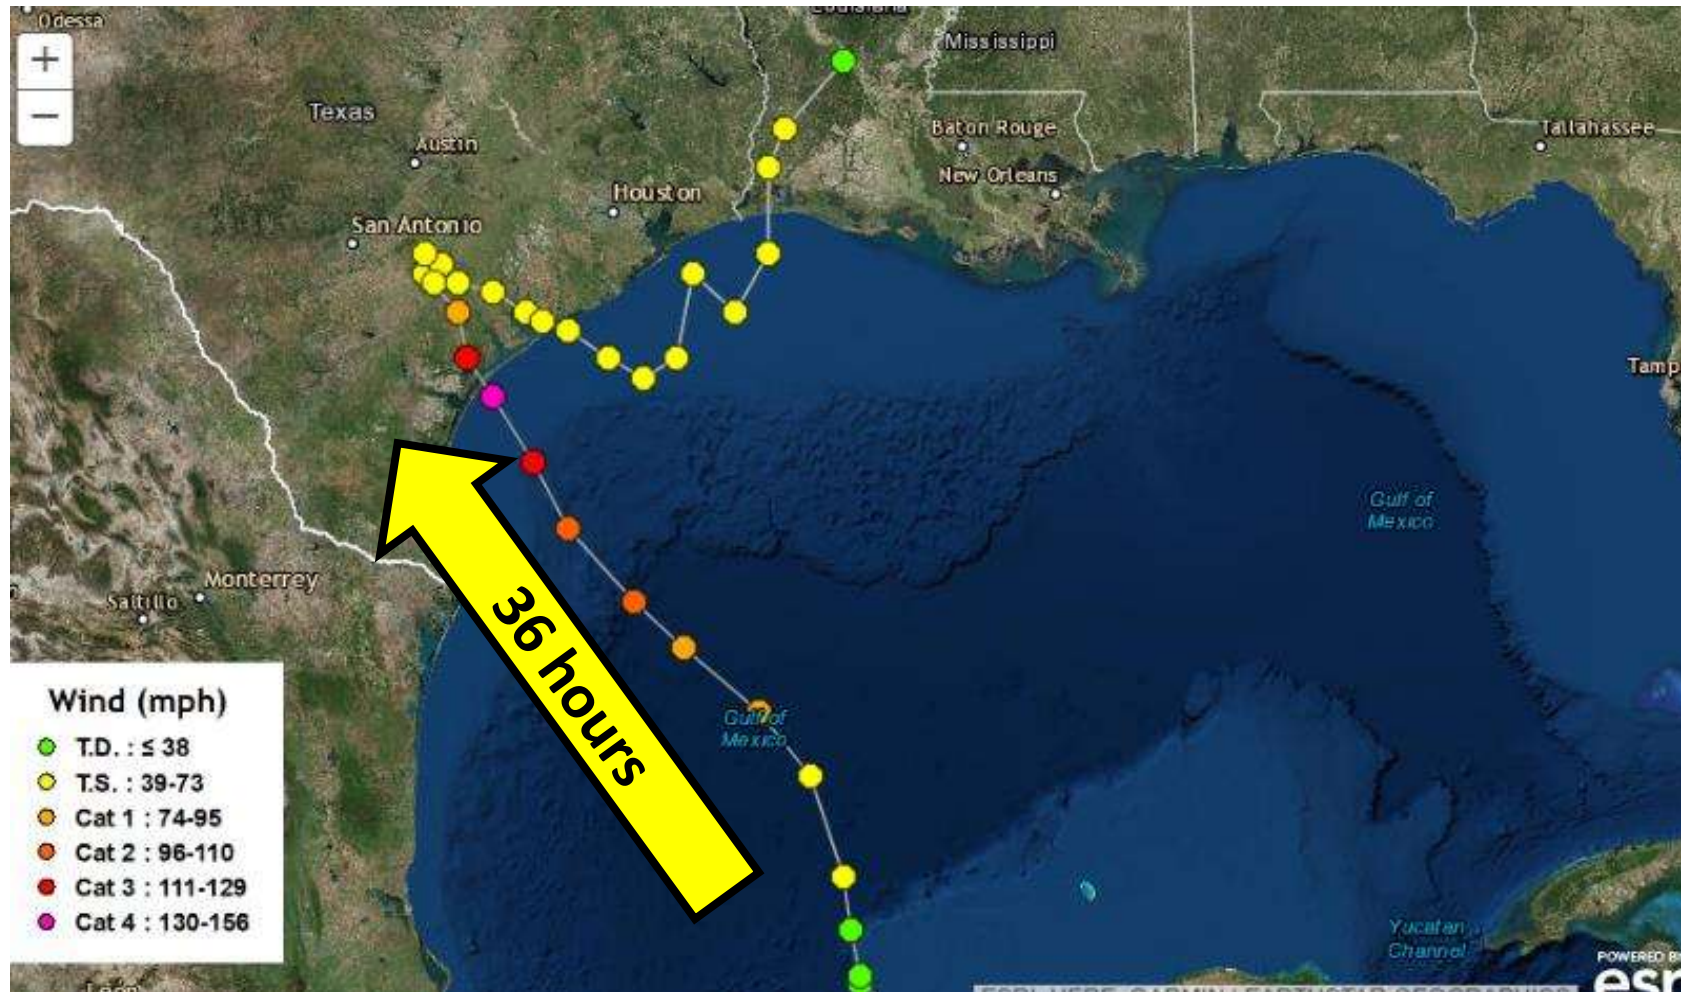 Odessa
Louisiana
Mississippi
+
−
Texas
Austin
Baton Rouge
Tallahassee
New Orleans
Houston
San Antonio
Tamp
Gulf of
Mexico
Monterrey
Saltillo
36 hours
Gulf of
Mexico
Wind (mph)
T.D. : ≤ 38
T.S. : 39-73
Cat 1 : 74-95
Cat 2 : 96-110
Cat 3 : 111-129
Cat 4 : 130-156
Yucatan
Channel
POWERED B
esr